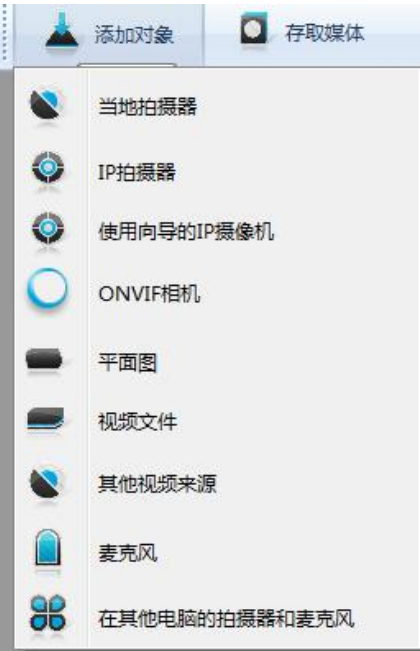 添加对象
存取媒体
当地拍摄器
IP拍摄器
使用向导的IP摄像机
ONVIF相机
平面图
视频文件
其他视频来源
麦克风
在其他电脑的拍摄器和麦克风